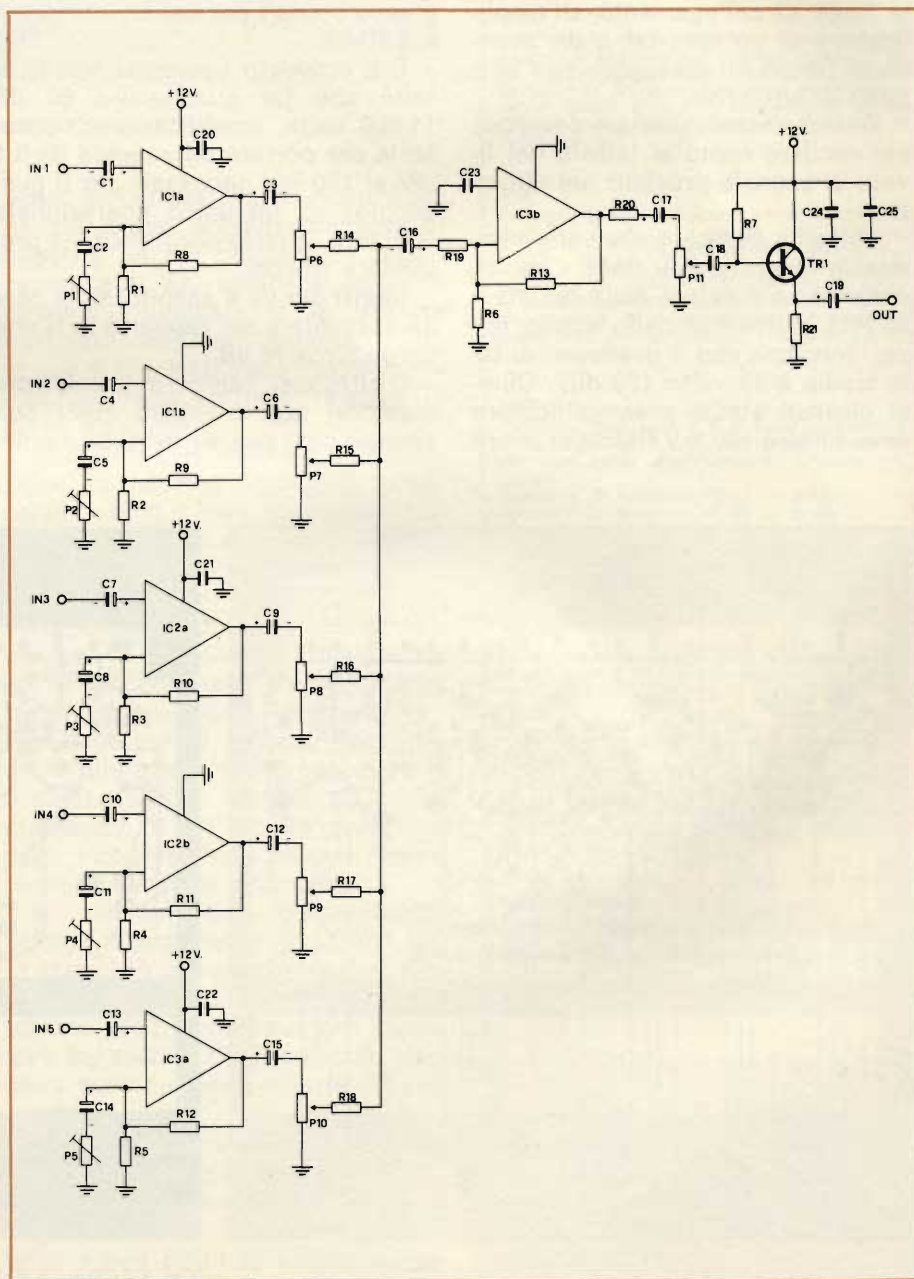 +12V.
C20
IN 1
C1
IC1a
C3
C2
P1
R1
R8
P6
R14
IN2
C4
IC1b
C6
C5
P2
R2
R9
P7
R15
+12V.
C21
IN3
C7
IC2a
C9
C8
P3
R3
R10
P8
R16
IN4
C10
IC2b
C12
C11
P4
R4
R11
P9
R17
+12V.
C22
IN5
C13
IC3a
C15
C14
P5
R5
R12
P10
R18
C23
IC3b
C16
R19
R6
R13
R20
C17
P11
C18
+12V.
R7
C24
C25
TR1
C19
OUT
R21